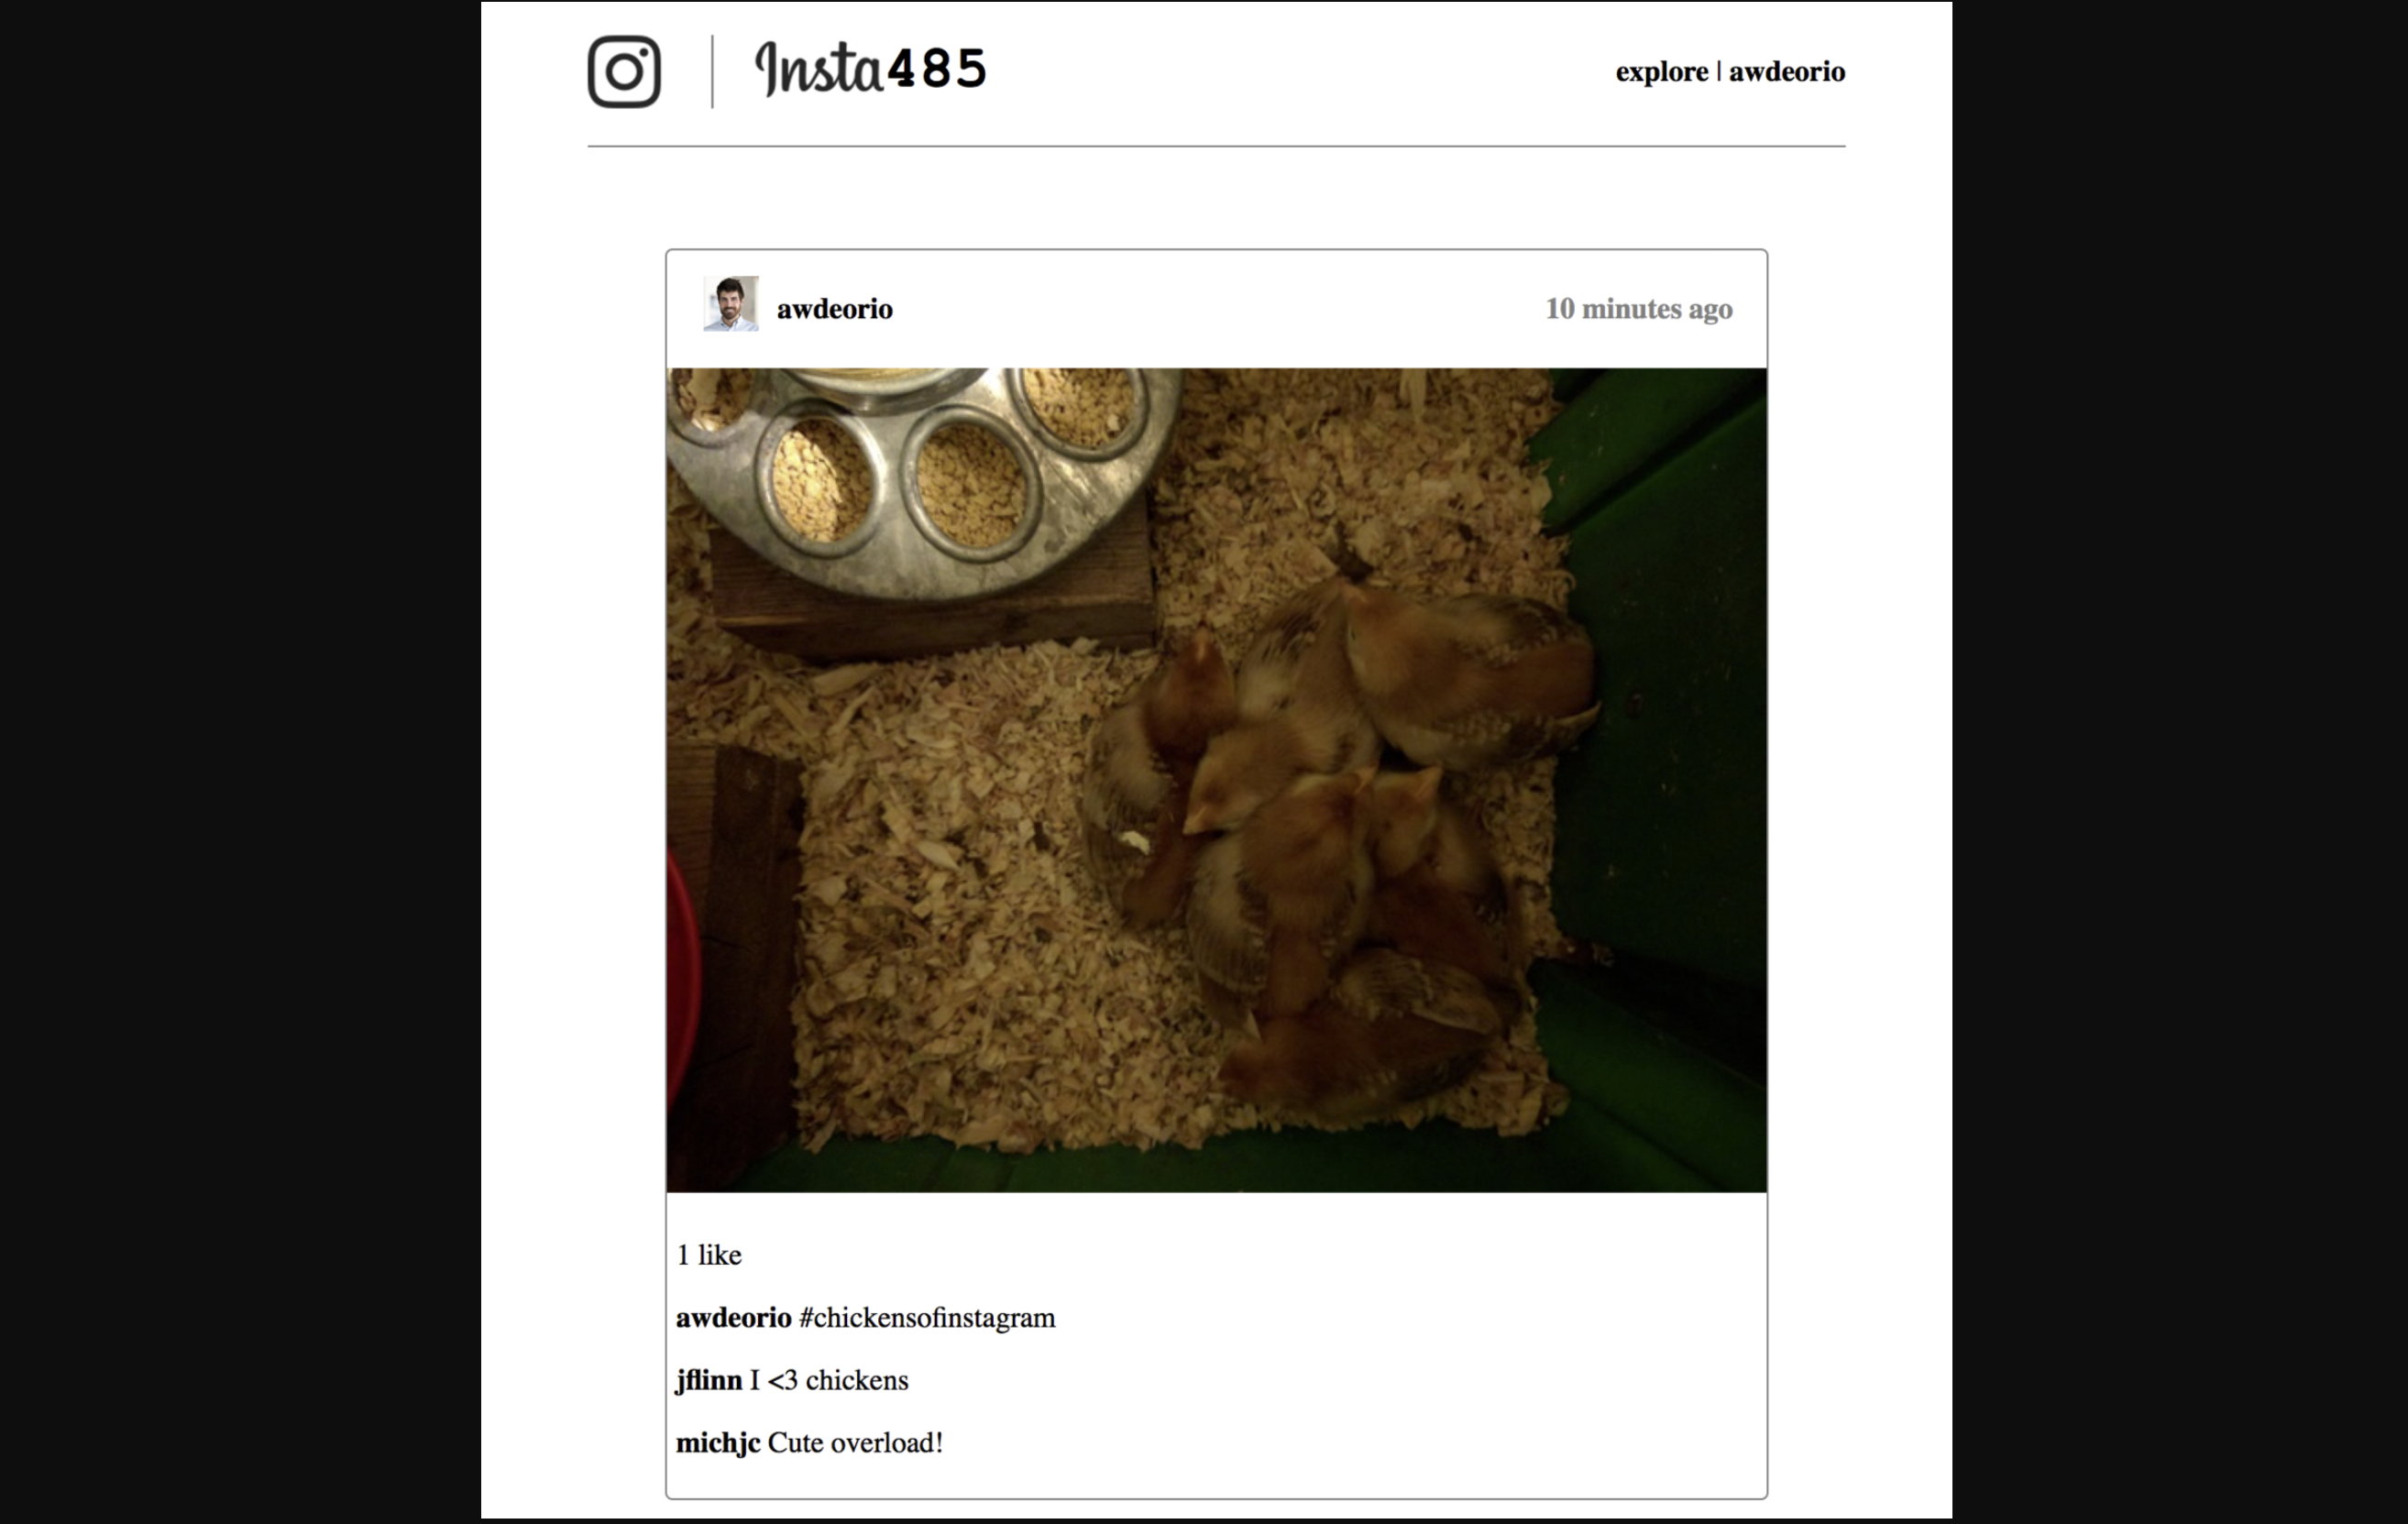 Insta485
explore | awdeorio
awdeorio
10 minutes ago
1 like
awdeorio #chickensofinstagram
jflinn I <3 chickens
michjc Cute overload!